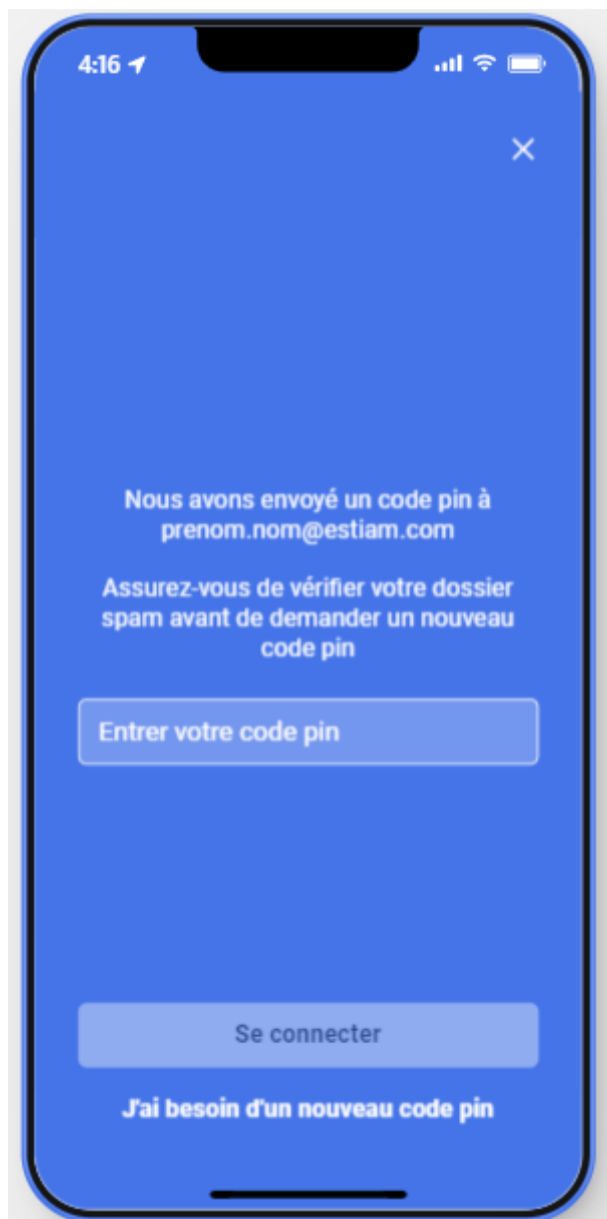 4:16
Nous avons envoyé un code pin à
prenom.nom@estiam.com
Assurez-vous de vérifier votre dossier
spam avant de demander un nouveau
code pin
Entrer votre code pin
Se connecter
J'ai besoin d'un nouveau code pin